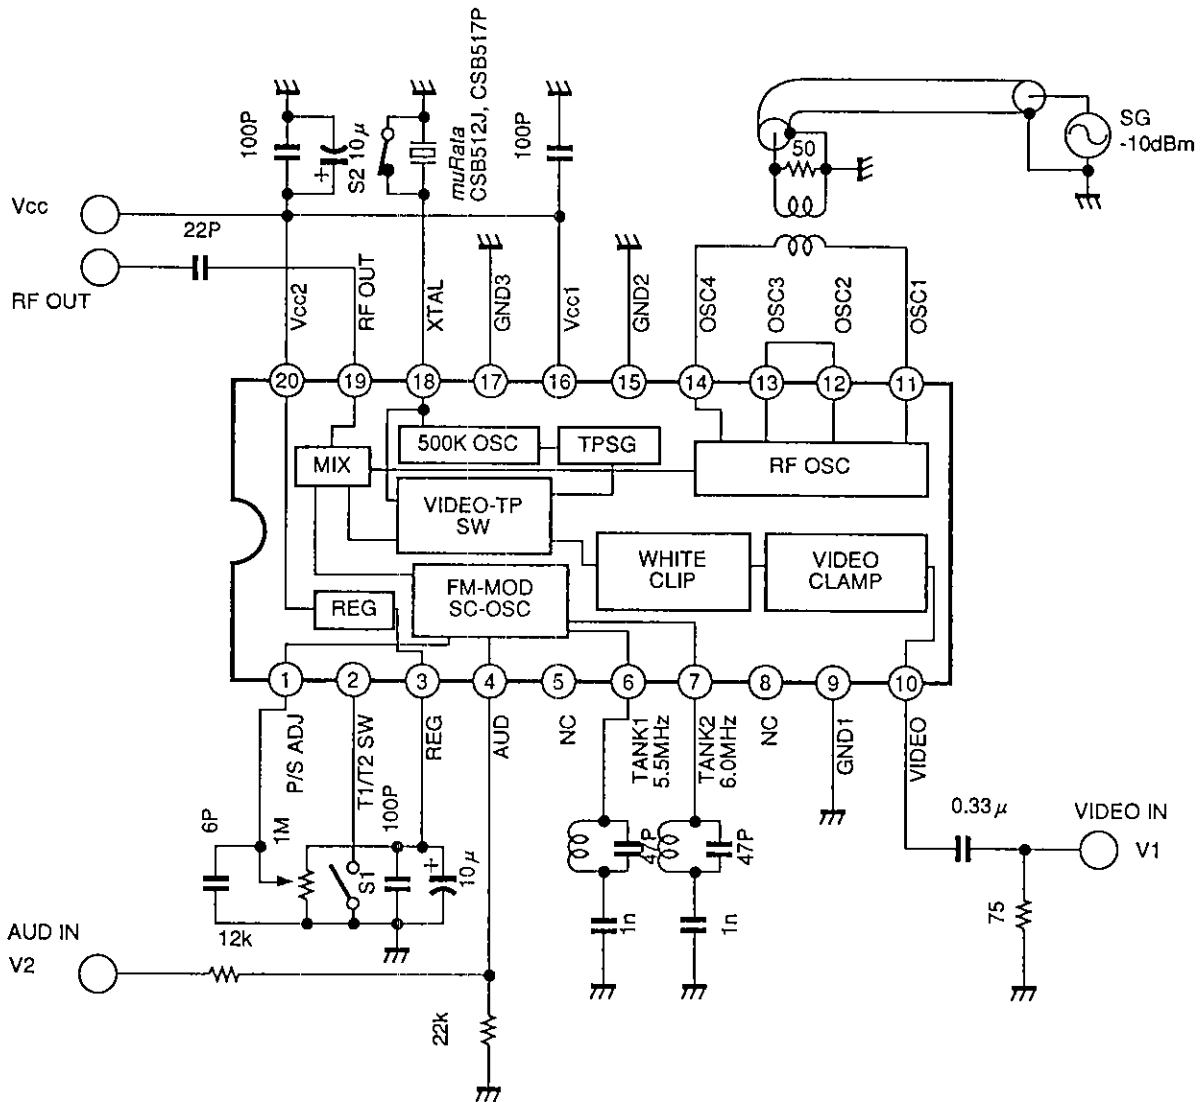 100P
10μ
S2
muRata
CSB512J, CSB517P
100P
SG
-10dBm
50
Vcc
22P
RF OUT
Vcc2
RF OUT
XTAL
GND3
Vcc1
GND2
OSC4
OSC3
OSC2
OSC1
20
19
18
17
16
15
14
13
12
11
500K OSC
TPSG
MIX
RF OSC
VIDEO-TP
SW
WHITE
CLIP
VIDEO
CLAMP
FM-MOD
SC-OSC
REG
1
2
3
4
5
6
7
8
9
10
P/S ADJ
T1/T2 SW
REG
AUD
NC
TANK1
5.5MHz
TANK2
6.0MHz
NC
GND1
VIDEO
6P
1M
S1
100P
10μ
47P
47P
1n
1n
0.33μ
VIDEO IN
V1
75
12k
AUD IN
V2
22k